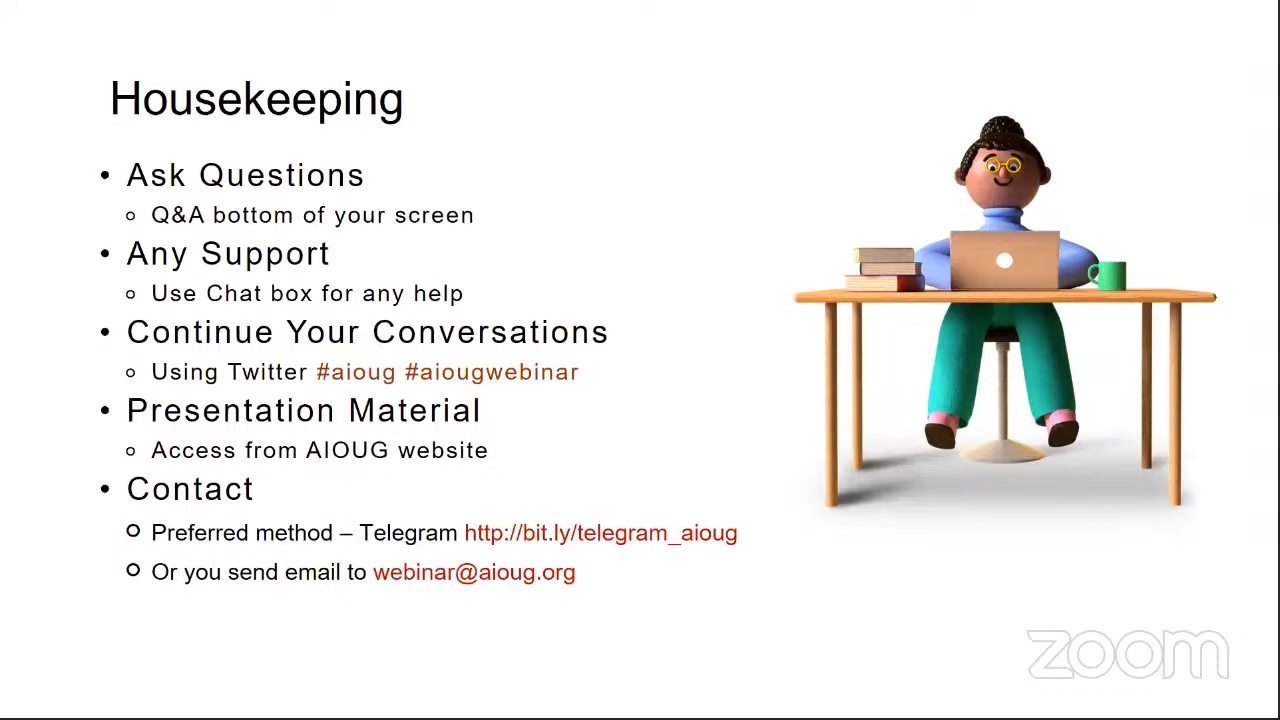 Housekeeping
• Ask Questions
○ Q&A bottom of your screen
• Any Support
○ Use Chat box for any help
• Continue Your Conversations
○ Using Twitter #aioug #aiougwebinar
• Presentation Material
○ Access from AIOUG website
• Contact
○ Preferred method – Telegram http://bit.ly/telegram_aioug
○ Or you send email to webinar@aioug.org
zoom